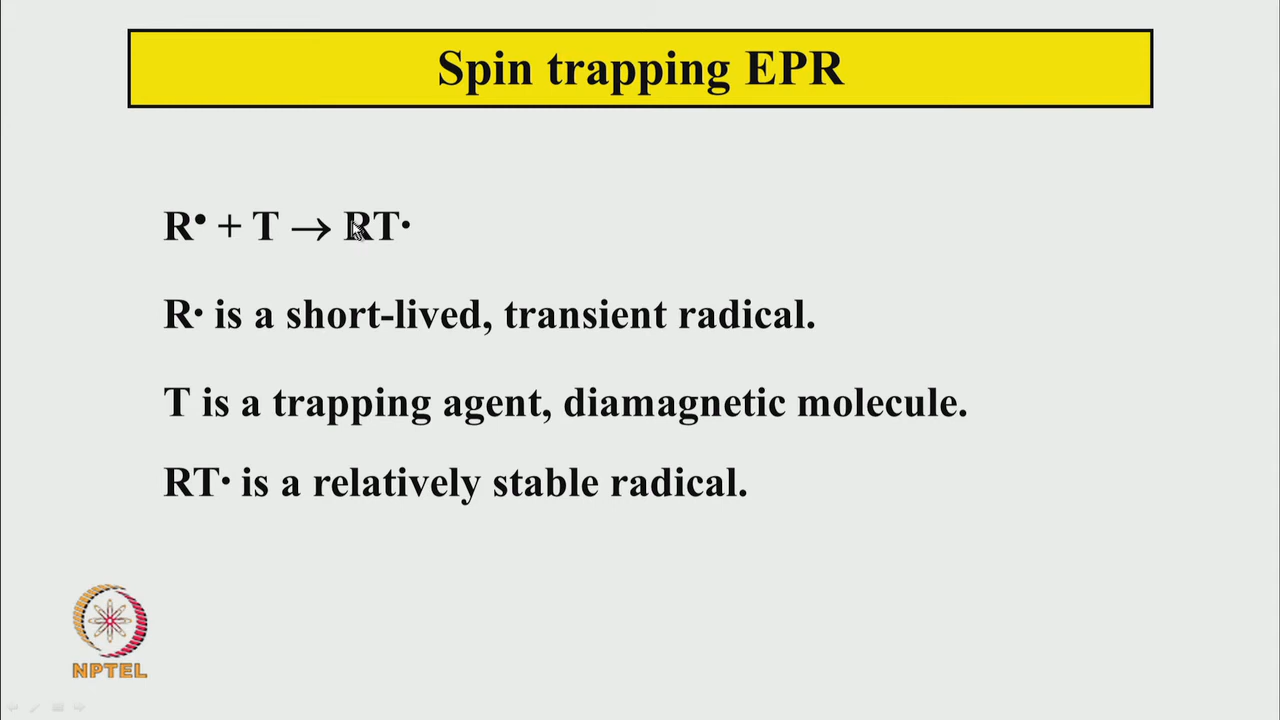 Spin trapping EPR
R• + T → RT·
R· is a short-lived, transient radical.
T is a trapping agent, diamagnetic molecule.
RT· is a relatively stable radical.
NPTEL